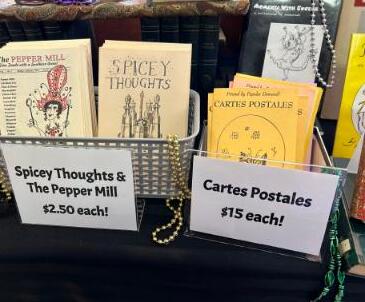 The PEPPER MILL
SPICEY
THOUGHTS
CARTES POSTALES
Spicey Thoughts &
The Pepper Mill
$2.50 each!
Cartes Postales
$15 each!